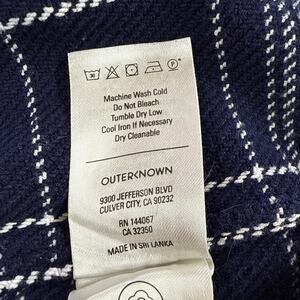 Machine Wash Cold
Do Not Bleach
Tumble Dry Low
Cool Iron If Necessary
Dry Cleanable
OUTERKNOWN
9300 JEFFERSON BLVD
CULVER CITY, CA 90232
RN 144067
CA 32350
MADE IN SRI LANKA